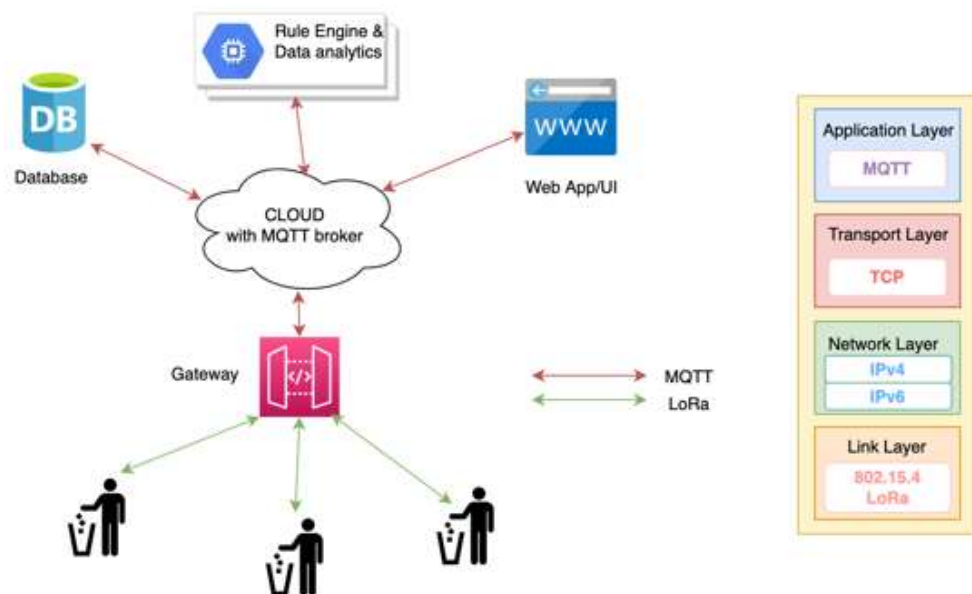 Rule Engine &
Data analytics
DB
Database
WWW
Web App/UI
CLOUD
with MQTT broker
Gateway
</>
MQTT
LoRa
Application Layer
MQTT
Transport Layer
TCP
Network Layer
IPv4
IPv6
Link Layer
802.15.4
LoRa